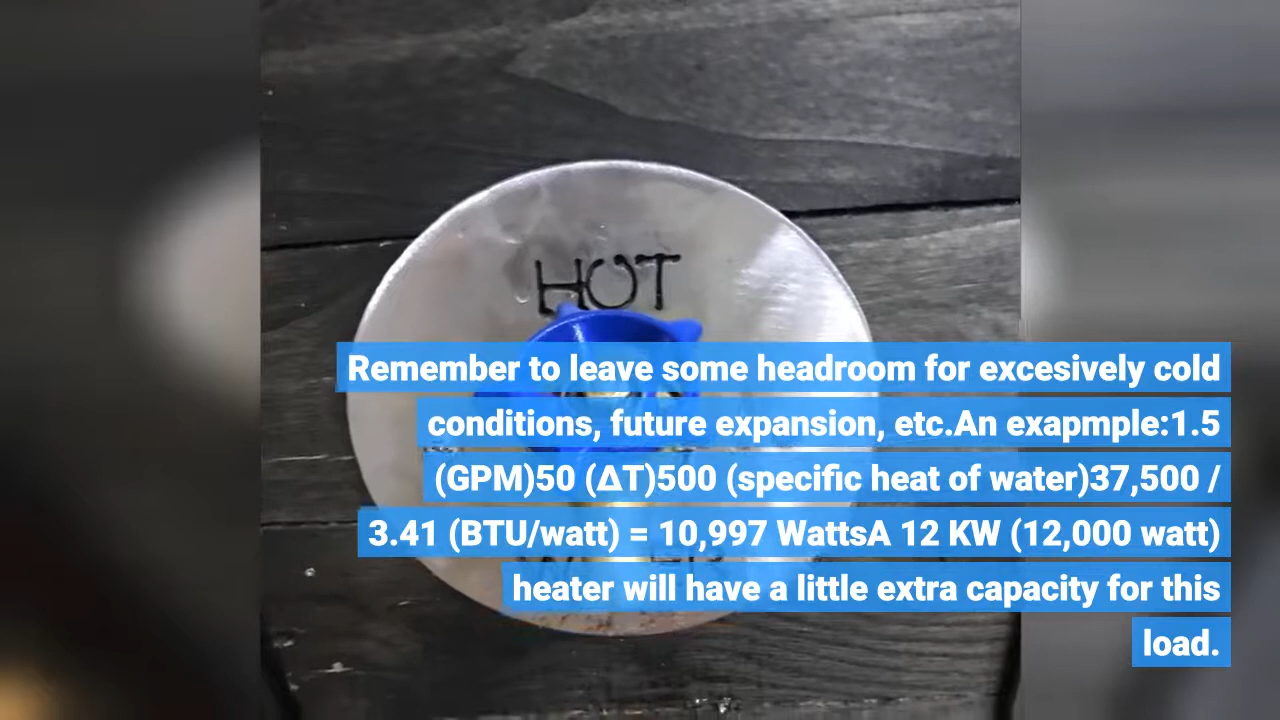 HOT
Remember to leave some headroom for excesively cold
conditions, future expansion, etc.An exapmple:1.5
(GPM)50 (ΔT)500 (specific heat of water)37,500 /
3.41 (BTU/watt) = 10,997 WattsA 12 KW (12,000 watt)
heater will have a little extra capacity for this
load.